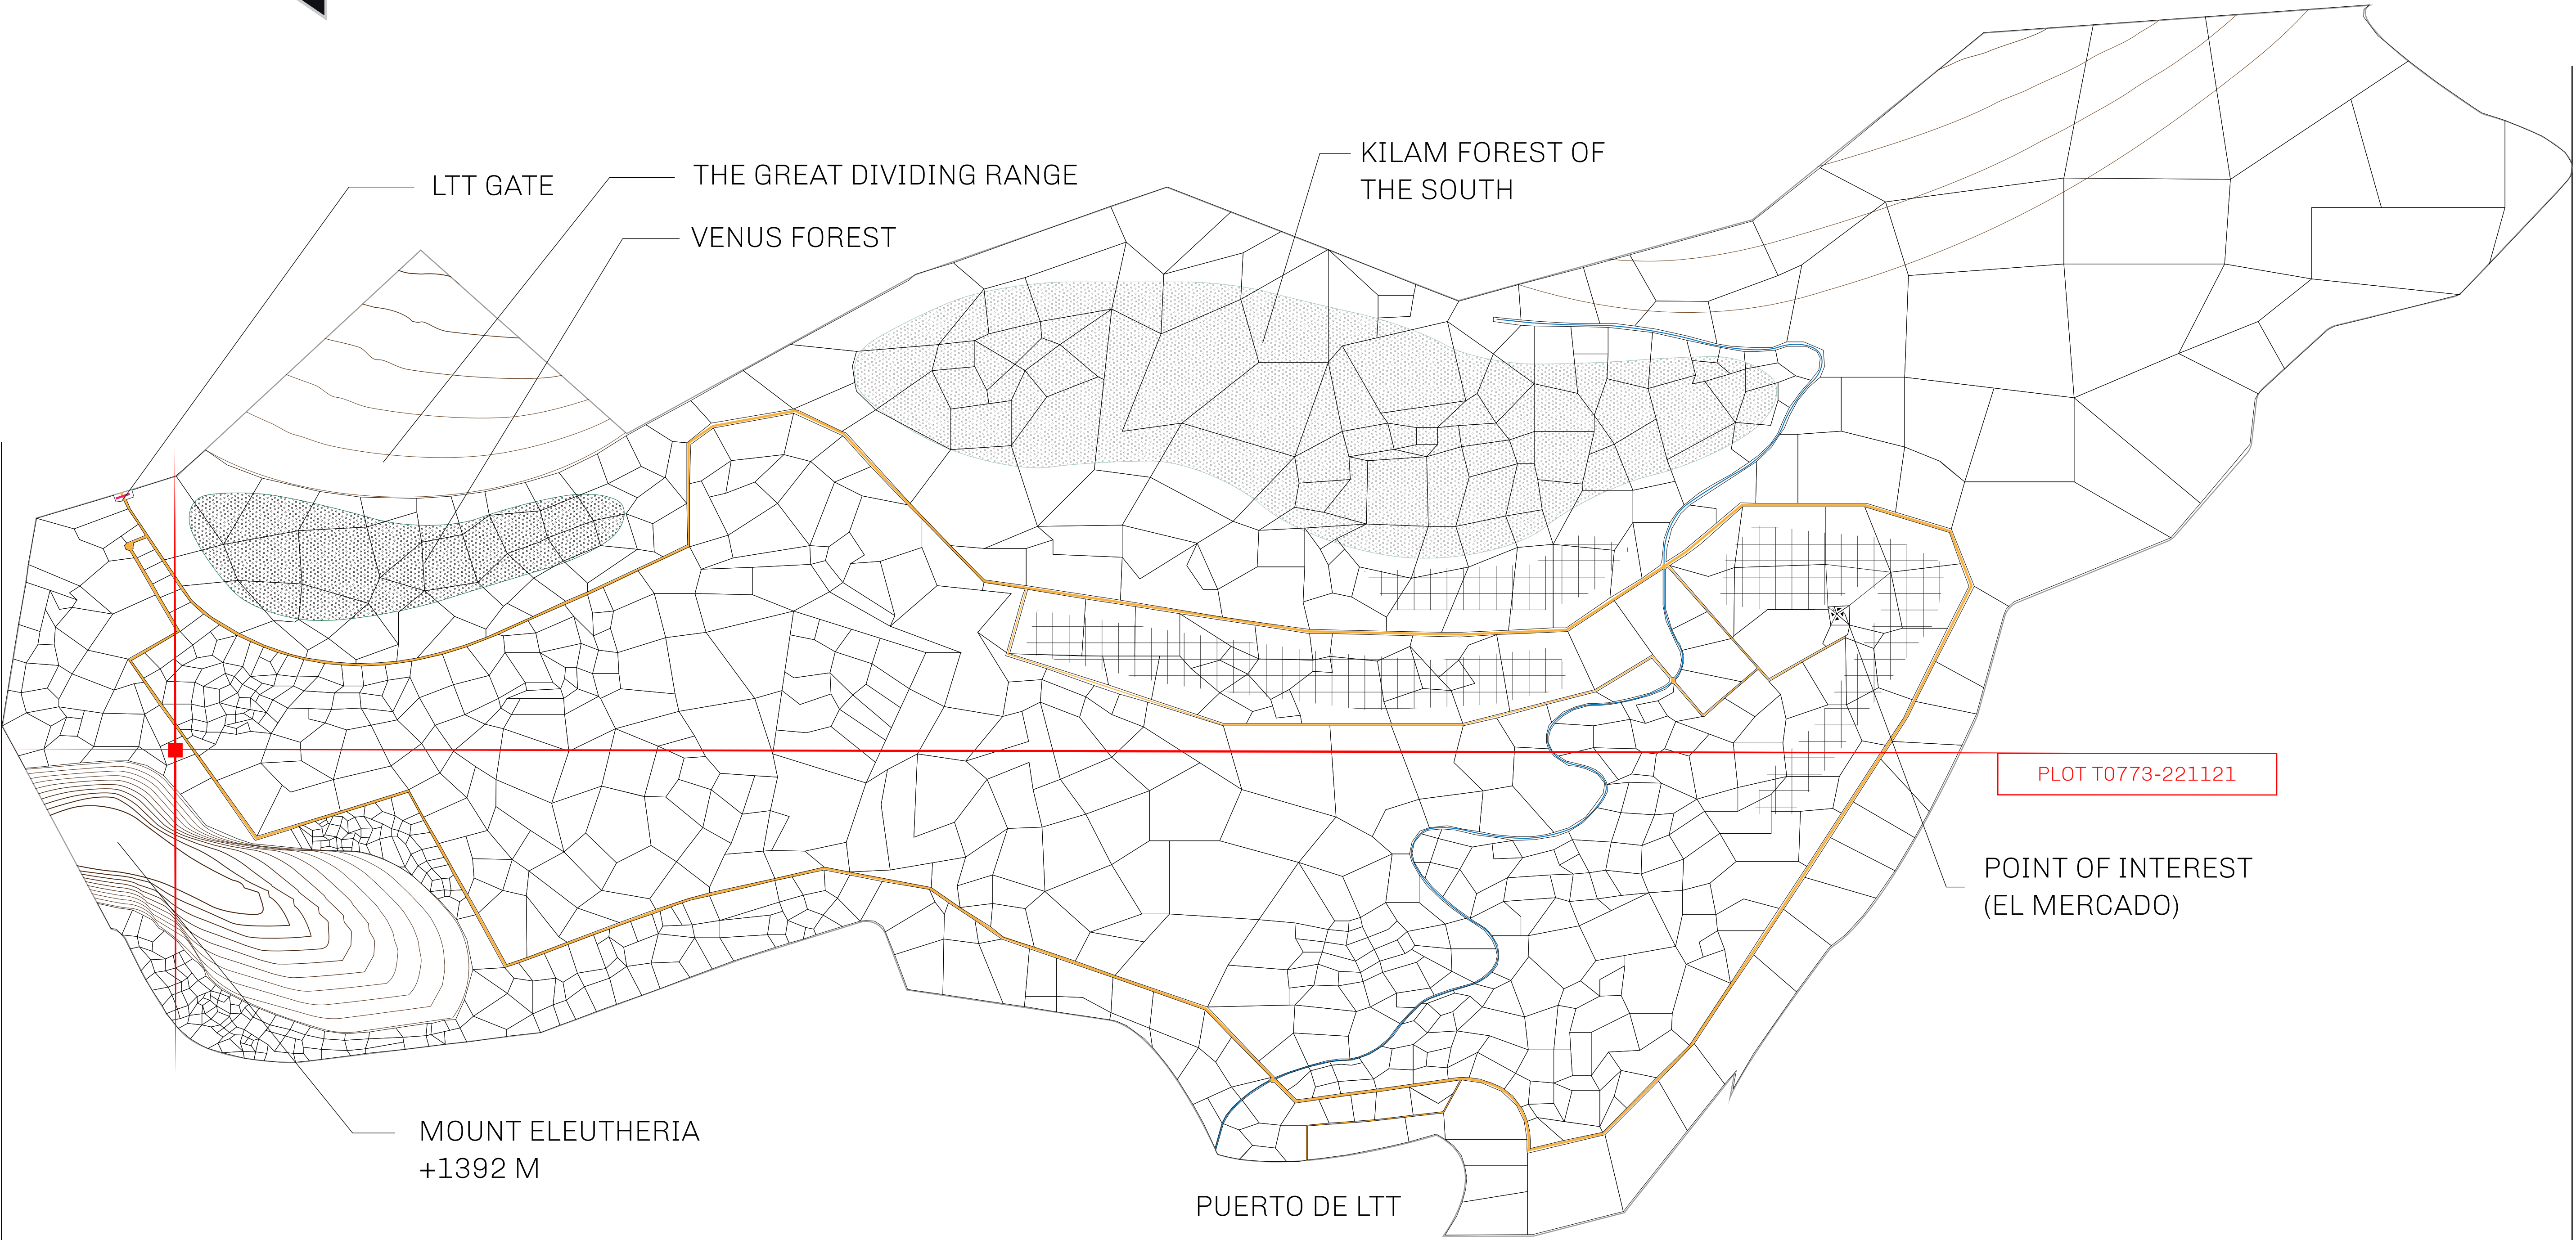 KILAM FOREST OF
THE SOUTH
THE GREAT DIVIDING RANGE
LTT GATE
VENUS FOREST
PLOT T0773-221121
POINT OF INTEREST
(EL MERCADO)
MOUNT ELEUTHERIA
+1392 M
PUERTO DE LTT